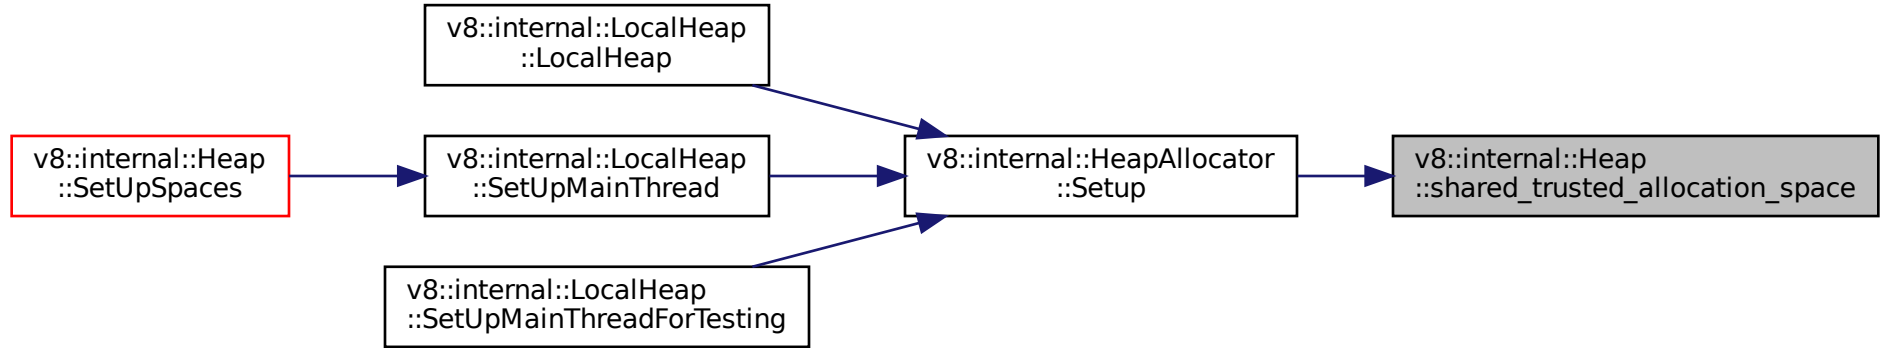 v8::internal::LocalHeap
::LocalHeap
v8::internal::Heap
::SetUpSpaces
v8::internal::LocalHeap
::SetUpMainThread
v8::internal::HeapAllocator
::Setup
v8::internal::Heap
::shared_trusted_allocation_space
v8::internal::LocalHeap
::SetUpMainThreadForTesting